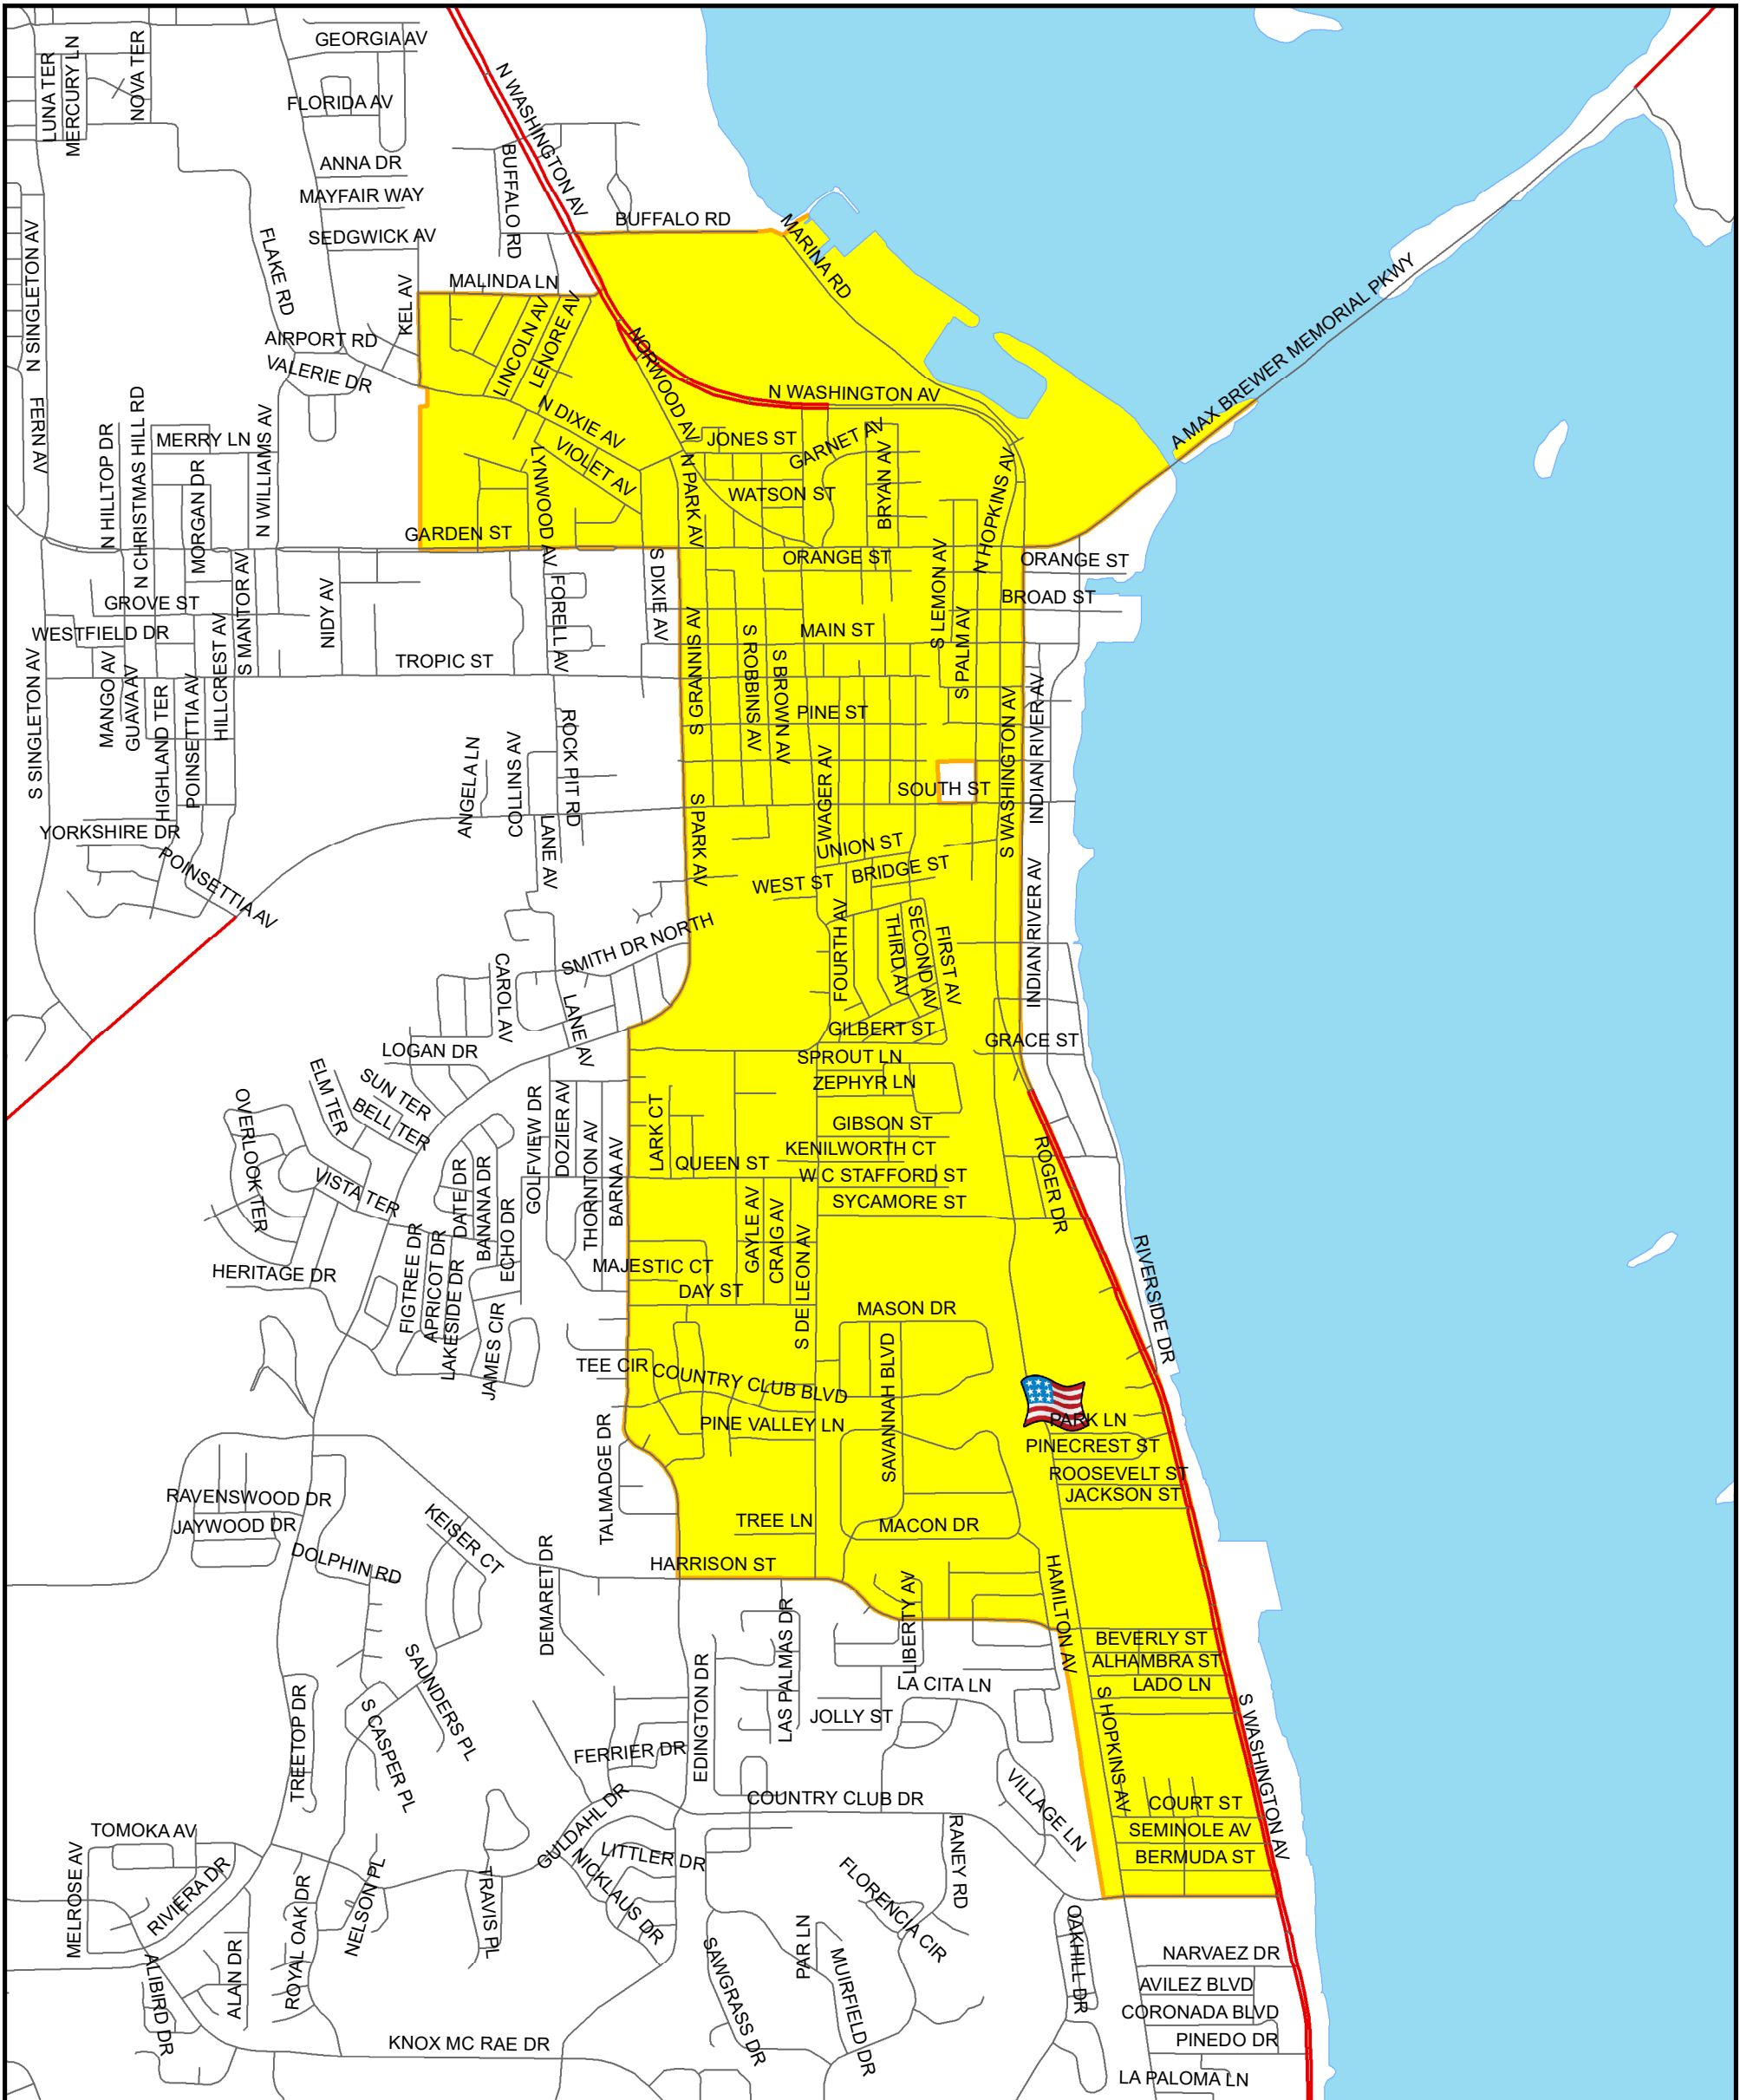 GEORGIA AV
LUNA TER
MERCURY LN
NOVA TER
N WASHINGTON AV
FLORIDA AV
ANNA DR
BUFFALO RD
MAYFAIR WAY
BUFFALO RD
MARINA RD
SEDGWICK AV
FLAKE RD
N SINGLETON AV
MALINDA LN
KEL AV
A MAX BREWER MEMORIAL PKWY
LINCOLN AV
LENORE AV
AIRPORT RD
NORWOOD AV
VALERIE DR
N WASHINGTON AV
FERN AV
N DIXIE AV
JONES ST
GARNET AV
MERRY LN
N HILLTOP DR
N CHRISTMAS HILL RD
MORGAN DR
N WILLIAMS AV
LYNWOOD AV
VIOLET AV
N PARK AV
WATSON ST
BRYAN AV
N HOPKINS AV
GARDEN ST
ORANGE ST
ORANGE ST
S DIXIE AV
S LEMON AV
BROAD ST
GROVE ST
FORELL AV
NIDY AV
S MANTOR AV
WESTFIELD DR
HILLCREST AV
MAIN ST
S GRANNIS AV
S ROBBINS AV
S BROWN AV
S PALM AV
TROPIC ST
S SINGLETON AV
MANGO AV
GUAVA AV
HIGHLAND TER
POINSETTIA AV
PINE ST
S WASHINGTON AV
INDIAN RIVER AV
ROCK PIT RD
ANGELA LN
COLLINS AV
WAGER AV
SOUTH ST
YORKSHIRE DR
LANE AV
S PARK AV
UNION ST
POINSETTIA AV
WEST ST
BRIDGE ST
INDIAN RIVER AV
SMITH DR NORTH
FOURTH AV
THIRD AV
SECOND AV
FIRST AV
CAROL AV
LANE AV
GILBERT ST
GRACE ST
LOGAN DR
SPROUT LN
SUN TER
ELM TER
ZEPHYR LN
BELL TER
OVERLOOK TER
GOLFVIEW DR
DOZIER AV
THORNTON AV
BARNA AV
LARK CT
GIBSON ST
KENILWORTH CT
ROGER DR
QUEEN ST
VISTA TER
DATE DR
BANANA DR
ECHO DR
W C STAFFORD ST
SYCAMORE ST
GAYLE AV
CRAIG AV
S DE LEON AV
RIVERSIDE DR
HERITAGE DR
FIGTREE DR
APRICOT DR
LAKESIDE DR
JAMES CIR
MAJESTIC CT
DAY ST
MASON DR
TEE CIR
COUNTRY CLUB BLVD
SAVANNAH BLVD
PARK LN
PINE VALLEY LN
TALMADGE DR
PINECREST ST
ROOSEVELT ST
RAVENSWOOD DR
JACKSON ST
JAYWOOD DR
KEISER CT
TREE LN
MACON DR
DOLPHIN RD
DEMARET DR
HARRISON ST
HAMILTON AV
LIBERTY AV
LAS PALMAS DR
BEVERLY ST
SAUNDERS PL
ALHAMBRA ST
EDINGTON DR
LA CITA LN
LADO LN
TREETOP DR
S CASPER PL
JOLLY ST
S HOPKINS AV
S WASHINGTON AV
FERRIER DR
COUNTRY CLUB DR
VILLAGE LN
COURT ST
TOMOKA AV
GULDAHL DR
RANEY RD
SEMINOLE AV
MELROSE AV
RIVIERA DR
LITTLER DR
BERMUDA ST
NICKLAUS DR
NELSON PL
TRAVIS PL
ROYAL OAK DR
FLORENCIA CIR
OAKHILL DR
PAR LN
ALIBIRD DR
ALAN DR
SAWGRASS DR
MUIRFIELD DR
NARVAEZ DR
AVILEZ BLVD
CORONADA BLVD
KNOX MC RAE DR
PINEDO DR
LA PALOMA LN